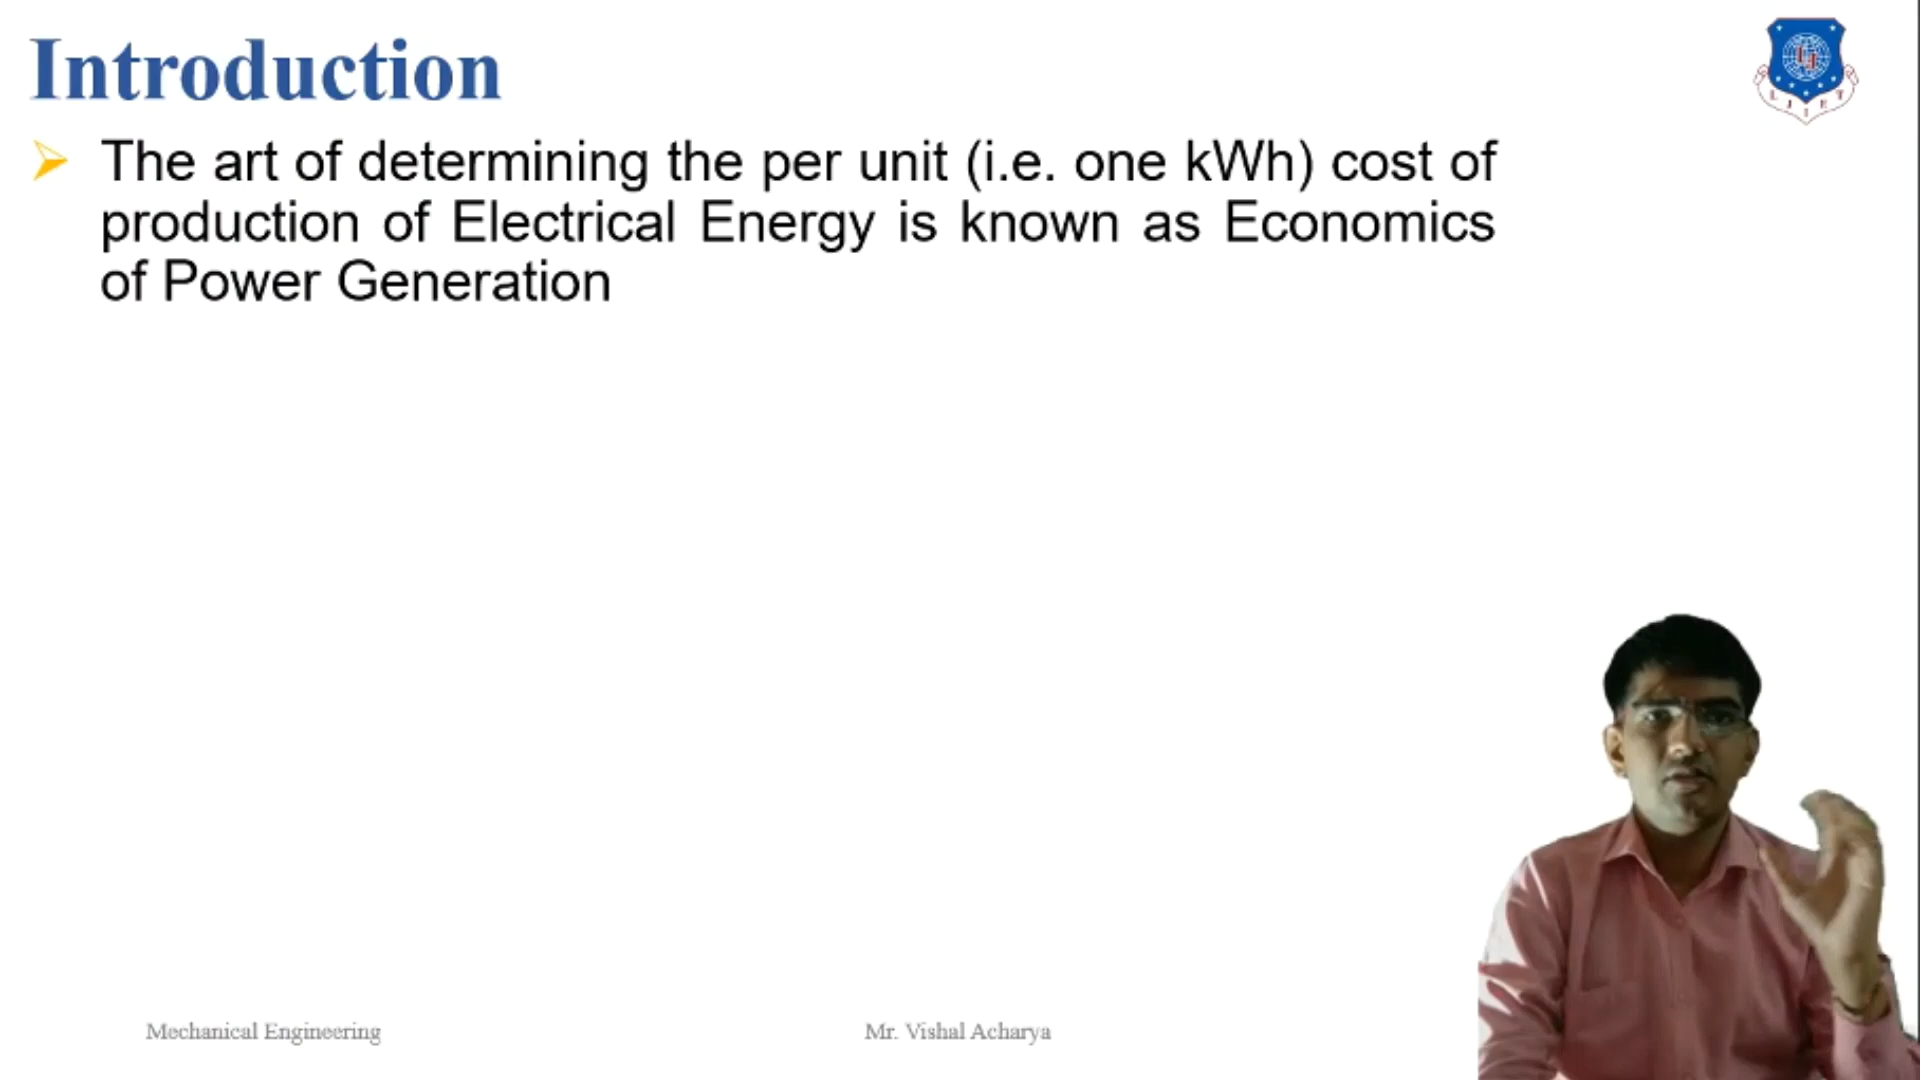 Introduction
The art of determining the per unit (i.e. one kWh) cost of
production of Electrical Energy is known as Economics
of Power Generation
L J I E T
Mechanical Engineering
Mr. Vishal Acharya